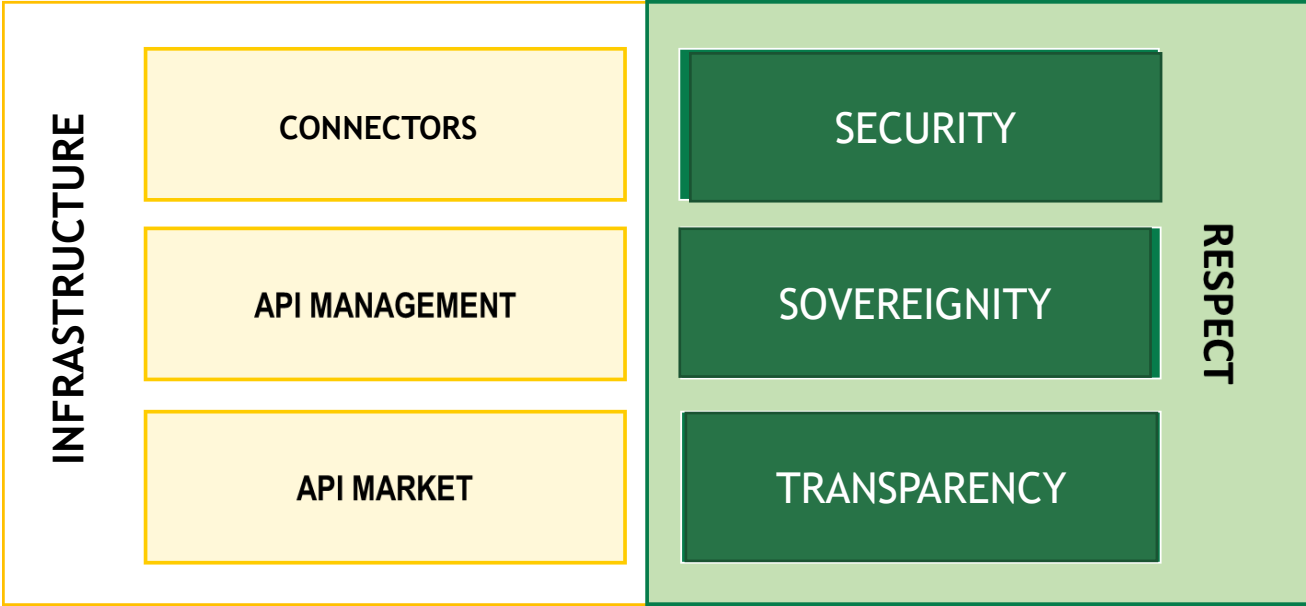 INFRASTRUCTURE
CONNECTORS
API MANAGEMENT
API MARKET
SECURITY
SOVEREIGNITY
TRANSPARENCY
RESPECT